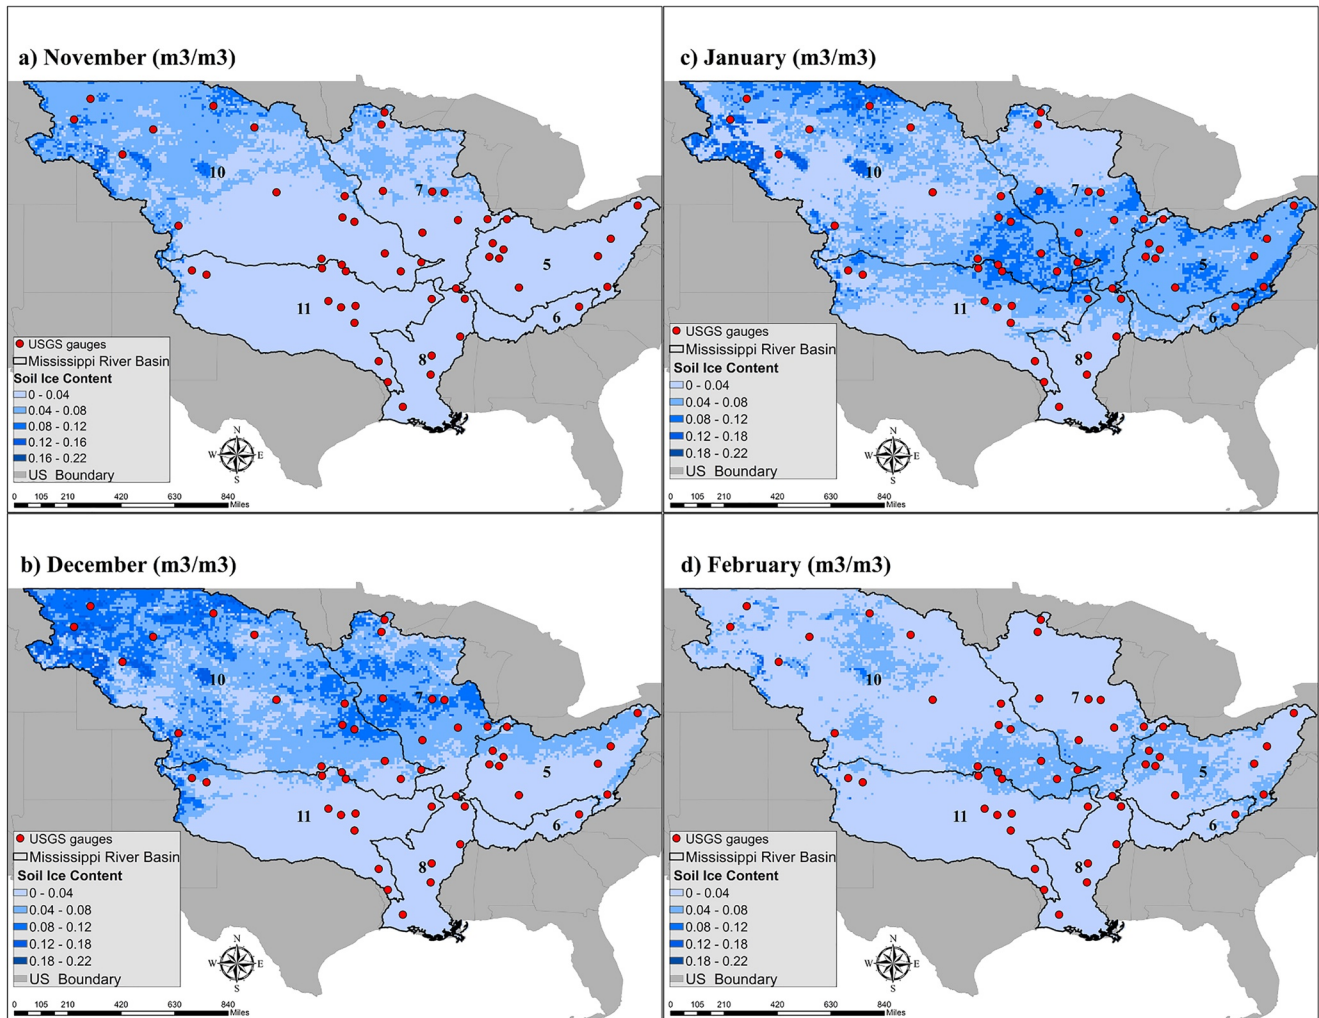 a) November (m3/m3)
10
7
5
11
6
8
USGS gauges
Mississippi River Basin
Soil Ice Content
0 - 0.04
0.04 - 0.08
0.08 - 0.12
0.12 - 0.16
0.16 - 0.22
US Boundary
N
W E
S
0 105 210 420 630 840
Miles
c) January (m3/m3)
10
7
5
11
6
8
USGS gauges
Mississippi River Basin
Soil Ice Content
0 - 0.04
0.04 - 0.08
0.08 - 0.12
0.12 - 0.18
0.18 - 0.22
US Boundary
N
W E
S
0 105 210 420 630 840
Miles
b) December (m3/m3)
10
7
5
11
6
8
USGS gauges
Mississippi River Basin
Soil Ice Content
0 - 0.04
0.04 - 0.08
0.08 - 0.12
0.12 - 0.18
0.18 - 0.22
US Boundary
N
W E
S
0 105 210 420 630 840
Miles
d) February (m3/m3)
10
7
5
11
6
8
USGS gauges
Mississippi River Basin
Soil Ice Content
0 - 0.04
0.04 - 0.08
0.08 - 0.12
0.12 - 0.18
0.18 - 0.22
US Boundary
N
W E
S
0 105 210 420 630 840
Miles